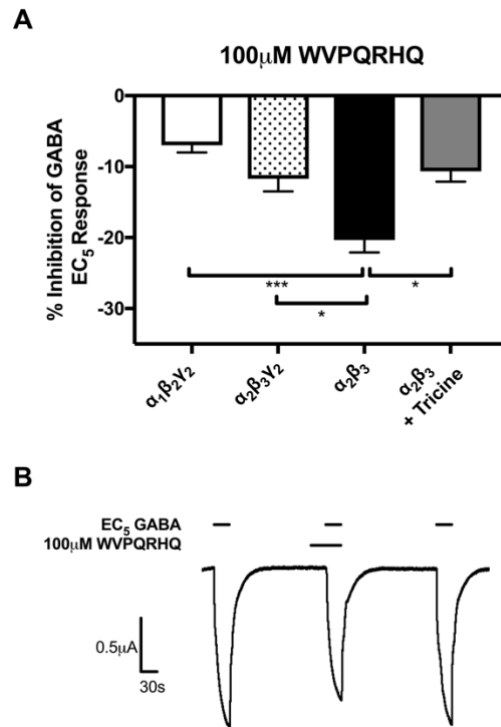 A
100μM WVPQRHQ
% Inhibition of GABA
EC₅ Response
0
-10
-20
-30
***
*
*
α₁β₂γ₂
α₂β₃γ₂
α₂β₃
α₂β₃
+ Tricine
B
EC₅ GABA
100μM WVPQRHQ
0.5μA
30s